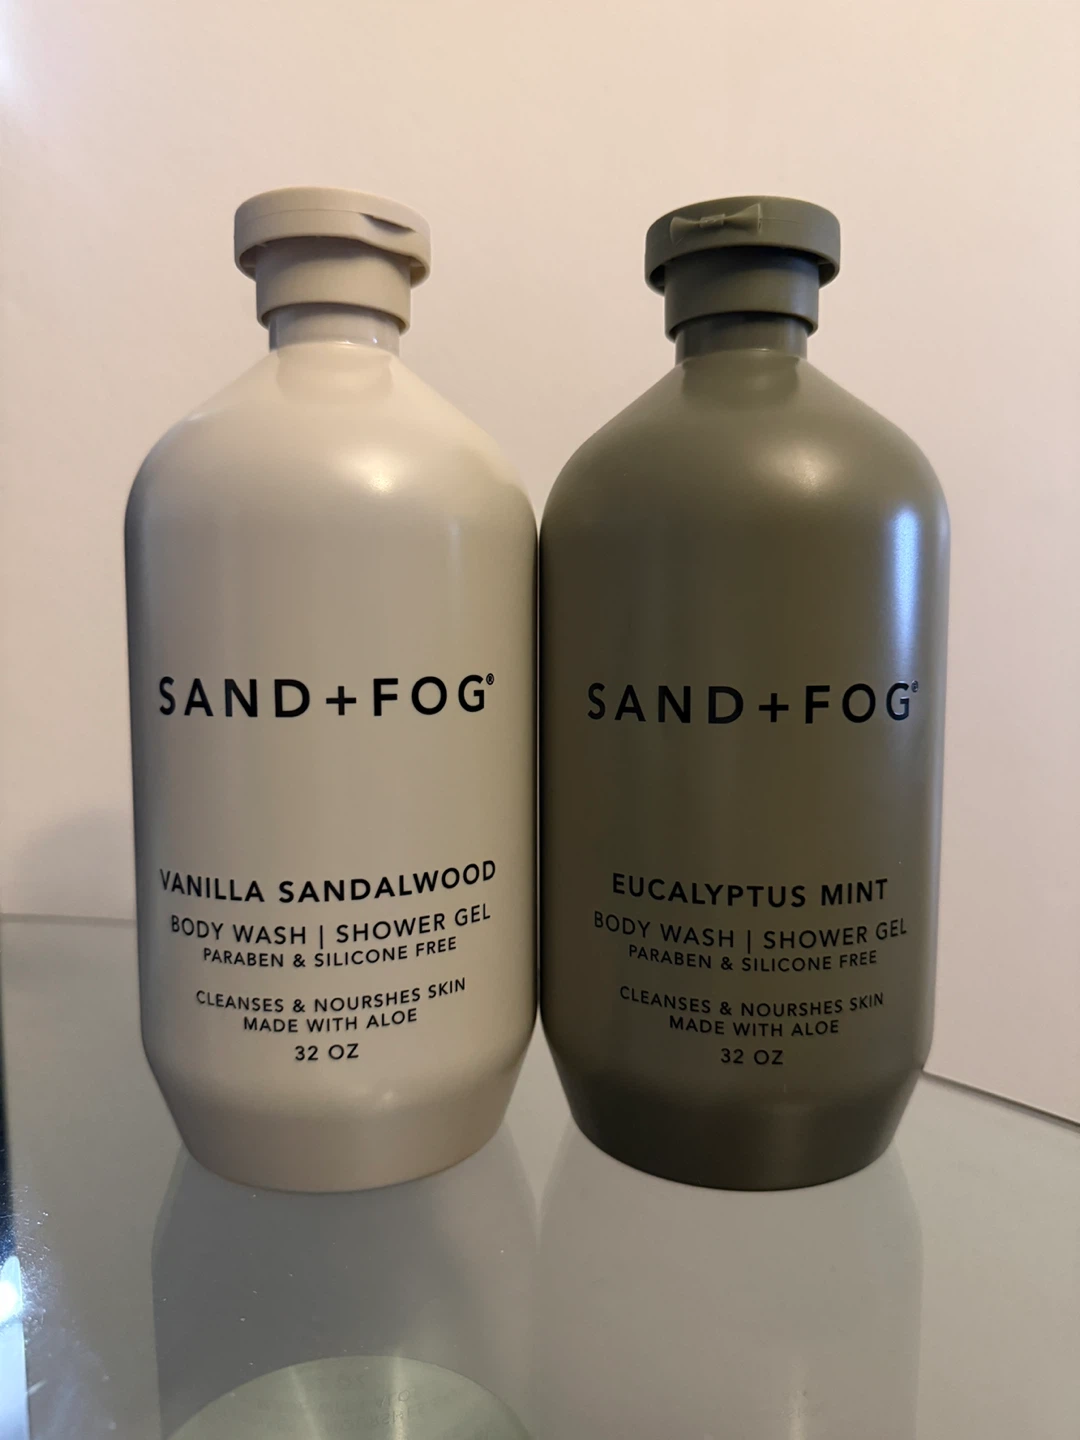 SAND+FOG®
VANILLA SANDALWOOD
BODY WASH | SHOWER GEL
PARABEN & SILICONE FREE
CLEANSES & NOURSHES SKIN
MADE WITH ALOE
32 OZ
SAND+FOG®
EUCALYPTUS MINT
BODY WASH | SHOWER GEL
PARABEN & SILICONE FREE
CLEANSES & NOURSHES SKIN
MADE WITH ALOE
32 OZ